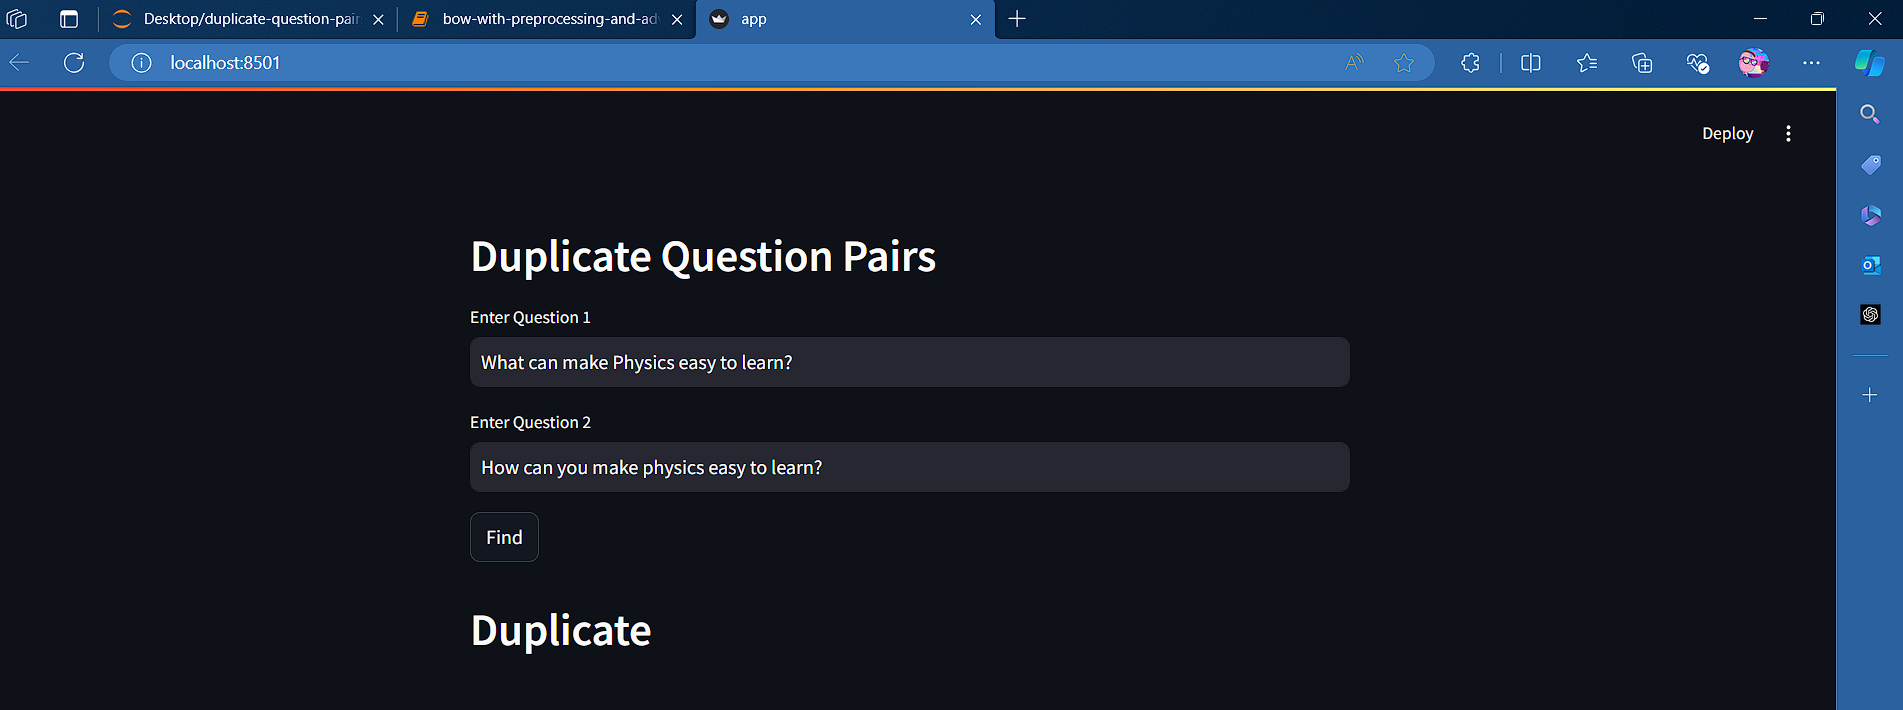 Desktop/duplicate-question-pair
bow-with-preprocessing-and-adv
app
localhost:8501
Deploy
Duplicate Question Pairs
Enter Question 1
What can make Physics easy to learn?
Enter Question 2
How can you make physics easy to learn?
Find
Duplicate